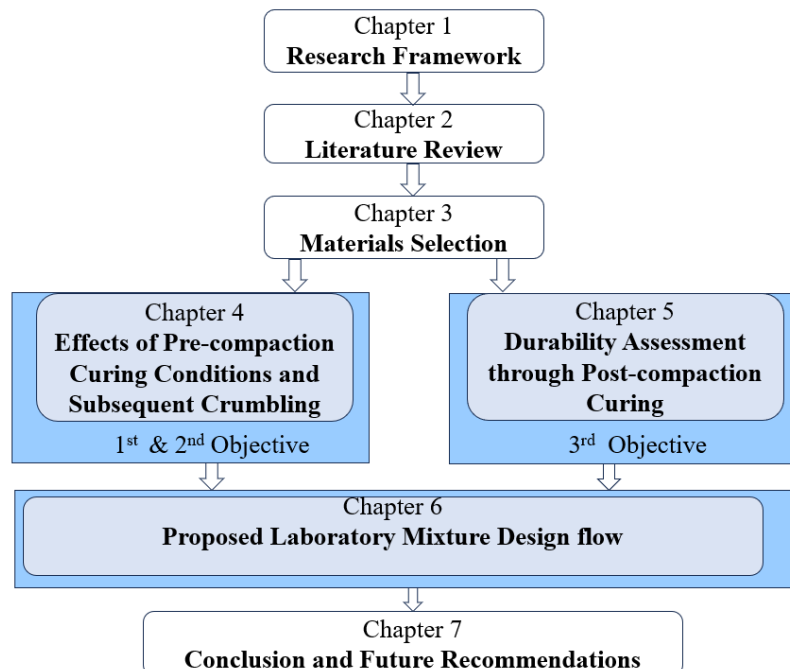 Chapter 1
Research Framework
Chapter 2
Literature Review
Chapter 3
Materials Selection
Chapter 4
Effects of Pre-compaction
Curing Conditions and
Subsequent Crumbling
1st & 2nd Objective
Chapter 5
Durability Assessment
through Post-compaction
Curing
3rd Objective
Chapter 6
Proposed Laboratory Mixture Design flow
Chapter 7
Conclusion and Future Recommendations